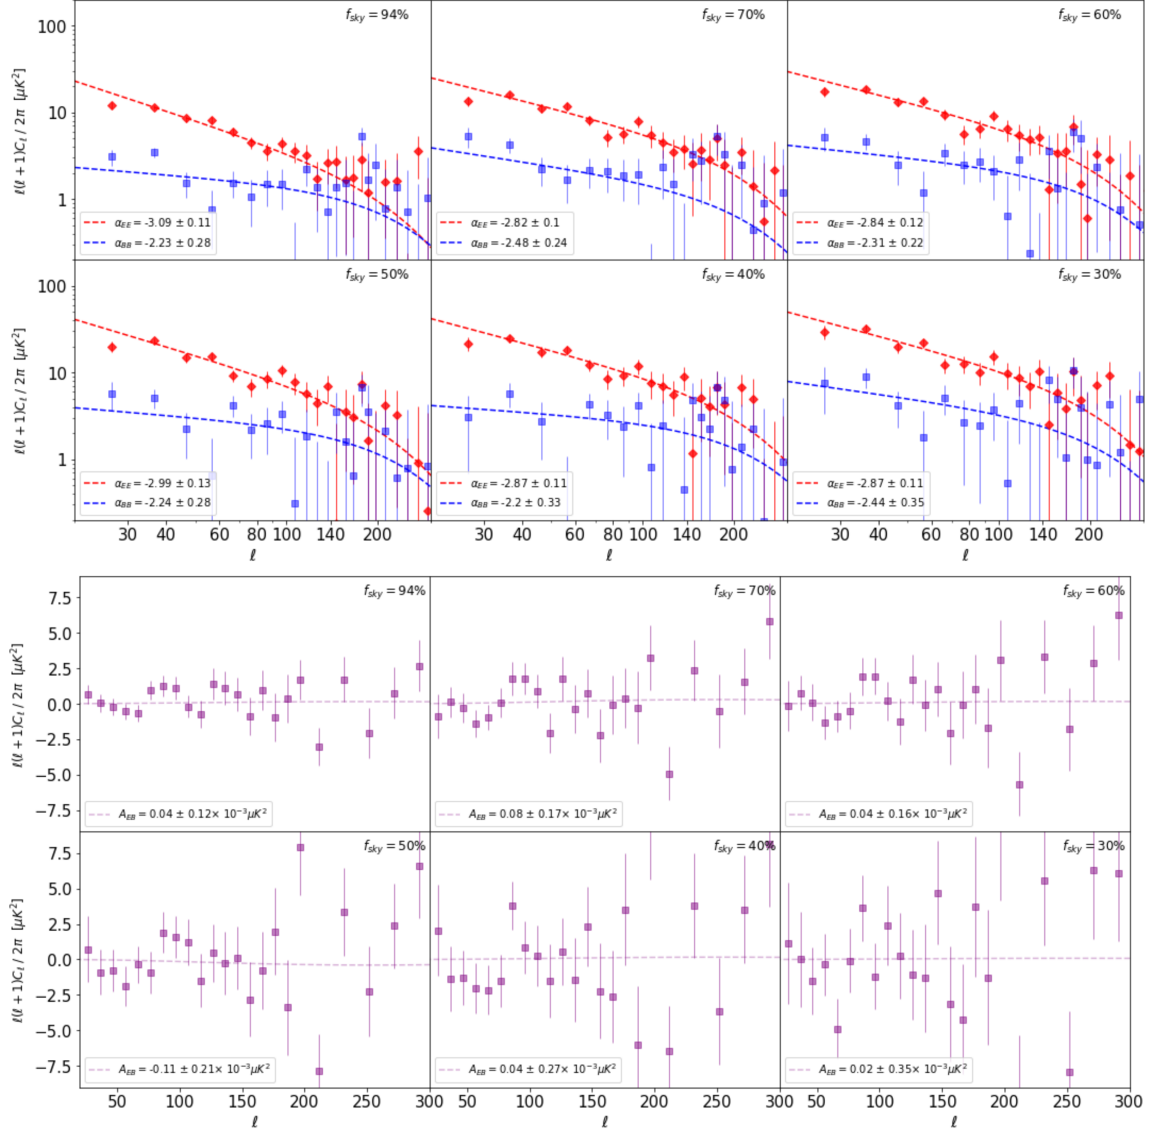 f_sky = 94%
f_sky = 70%
f_sky = 60%
100
10
1
ℓ(ℓ + 1)C_ℓ / 2π [μK²]
α_EE = -3.09 ± 0.11
α_BB = -2.23 ± 0.28
α_EE = -2.82 ± 0.1
α_BB = -2.48 ± 0.24
α_EE = -2.84 ± 0.12
α_BB = -2.31 ± 0.22
f_sky = 50%
f_sky = 40%
f_sky = 30%
100
10
1
ℓ(ℓ + 1)C_ℓ / 2π [μK²]
α_EE = -2.99 ± 0.13
α_BB = -2.24 ± 0.28
α_EE = -2.87 ± 0.11
α_BB = -2.2 ± 0.33
α_EE = -2.87 ± 0.11
α_BB = -2.44 ± 0.35
30 40 60 80 100 140 200
30 40 60 80 100 140 200
30 40 60 80 100 140 200
ℓ
ℓ
ℓ
f_sky = 94%
f_sky = 70%
f_sky = 60%
7.5
5.0
2.5
0.0
−2.5
−5.0
−7.5
ℓ(ℓ + 1)C_ℓ / 2π [μK²]
A_EB = 0.04 ± 0.12× 10⁻³μK²
A_EB = 0.08 ± 0.17× 10⁻³μK²
A_EB = 0.04 ± 0.16× 10⁻³μK²
f_sky = 50%
f_sky = 40%
f_sky = 30%
7.5
5.0
2.5
0.0
−2.5
−5.0
−7.5
ℓ(ℓ + 1)C_ℓ / 2π [μK²]
A_EB = -0.11 ± 0.21× 10⁻³μK²
A_EB = 0.04 ± 0.27× 10⁻³μK²
A_EB = 0.02 ± 0.35× 10⁻³μK²
50 100 150 200 250 300
50 100 150 200 250 300
50 100 150 200 250 300
ℓ
ℓ
ℓ